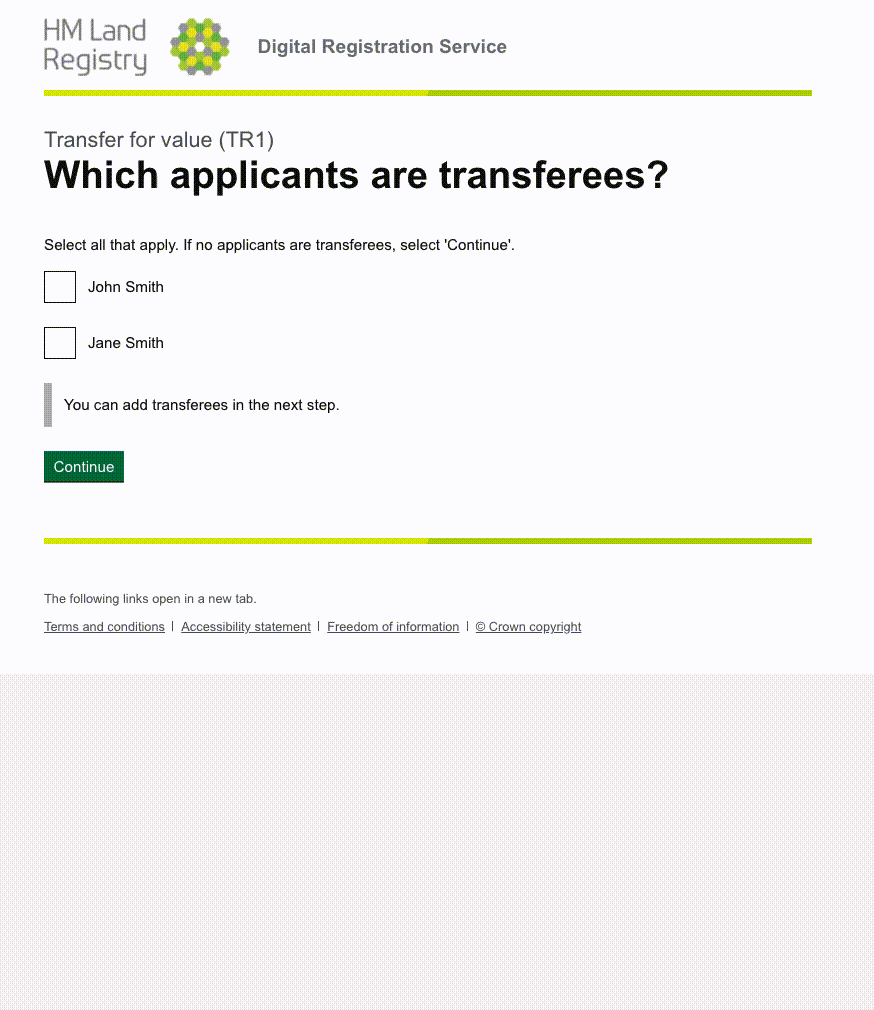 HM Land
Registry
Digital Registration Service
Transfer for value (TR1)
Which applicants are transferees?
Select all that apply. If no applicants are transferees, select 'Continue'.
John Smith
Jane Smith
You can add transferees in the next step.
Continue
The following links open in a new tab.
Terms and conditions | Accessibility statement | Freedom of information | © Crown copyright